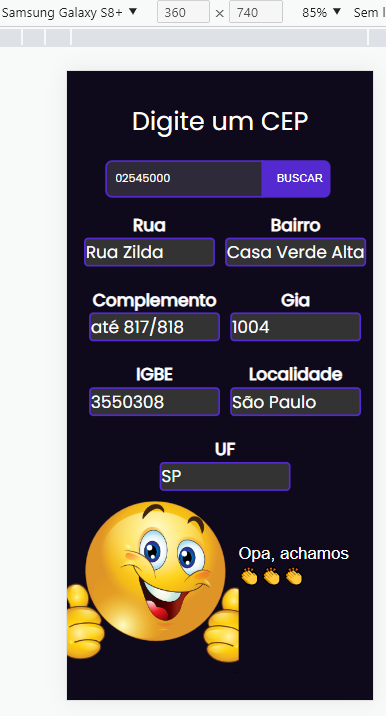 Samsung Galaxy S8+ ▼ 360 × 740 85% ▼ Sem l
Digite um CEP
02545000 BUSCAR
Rua Bairro
Rua Zilda Casa Verde Alta
Complemento Gia
até 817/818 1004
IGBE Localidade
3550308 São Paulo
UF
SP
Opa, achamos
👏👏👏